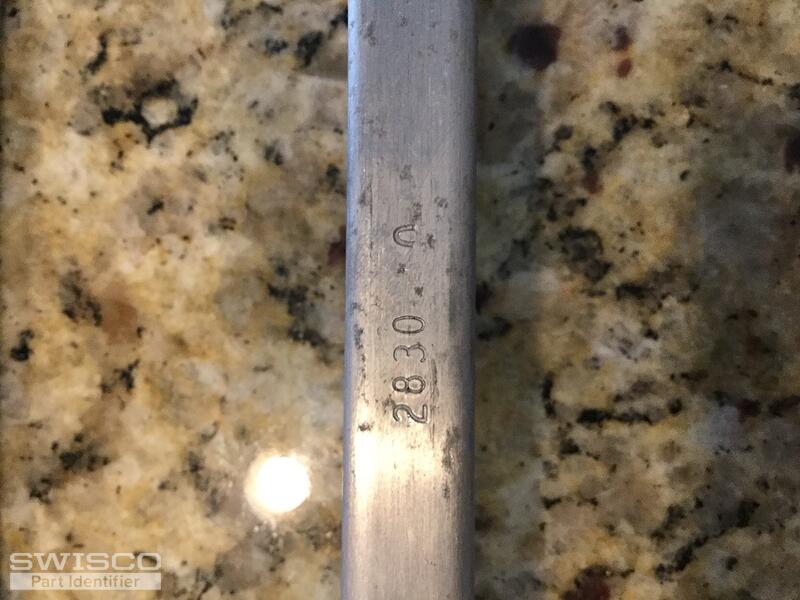 2830
SWISCO
Part Identifier